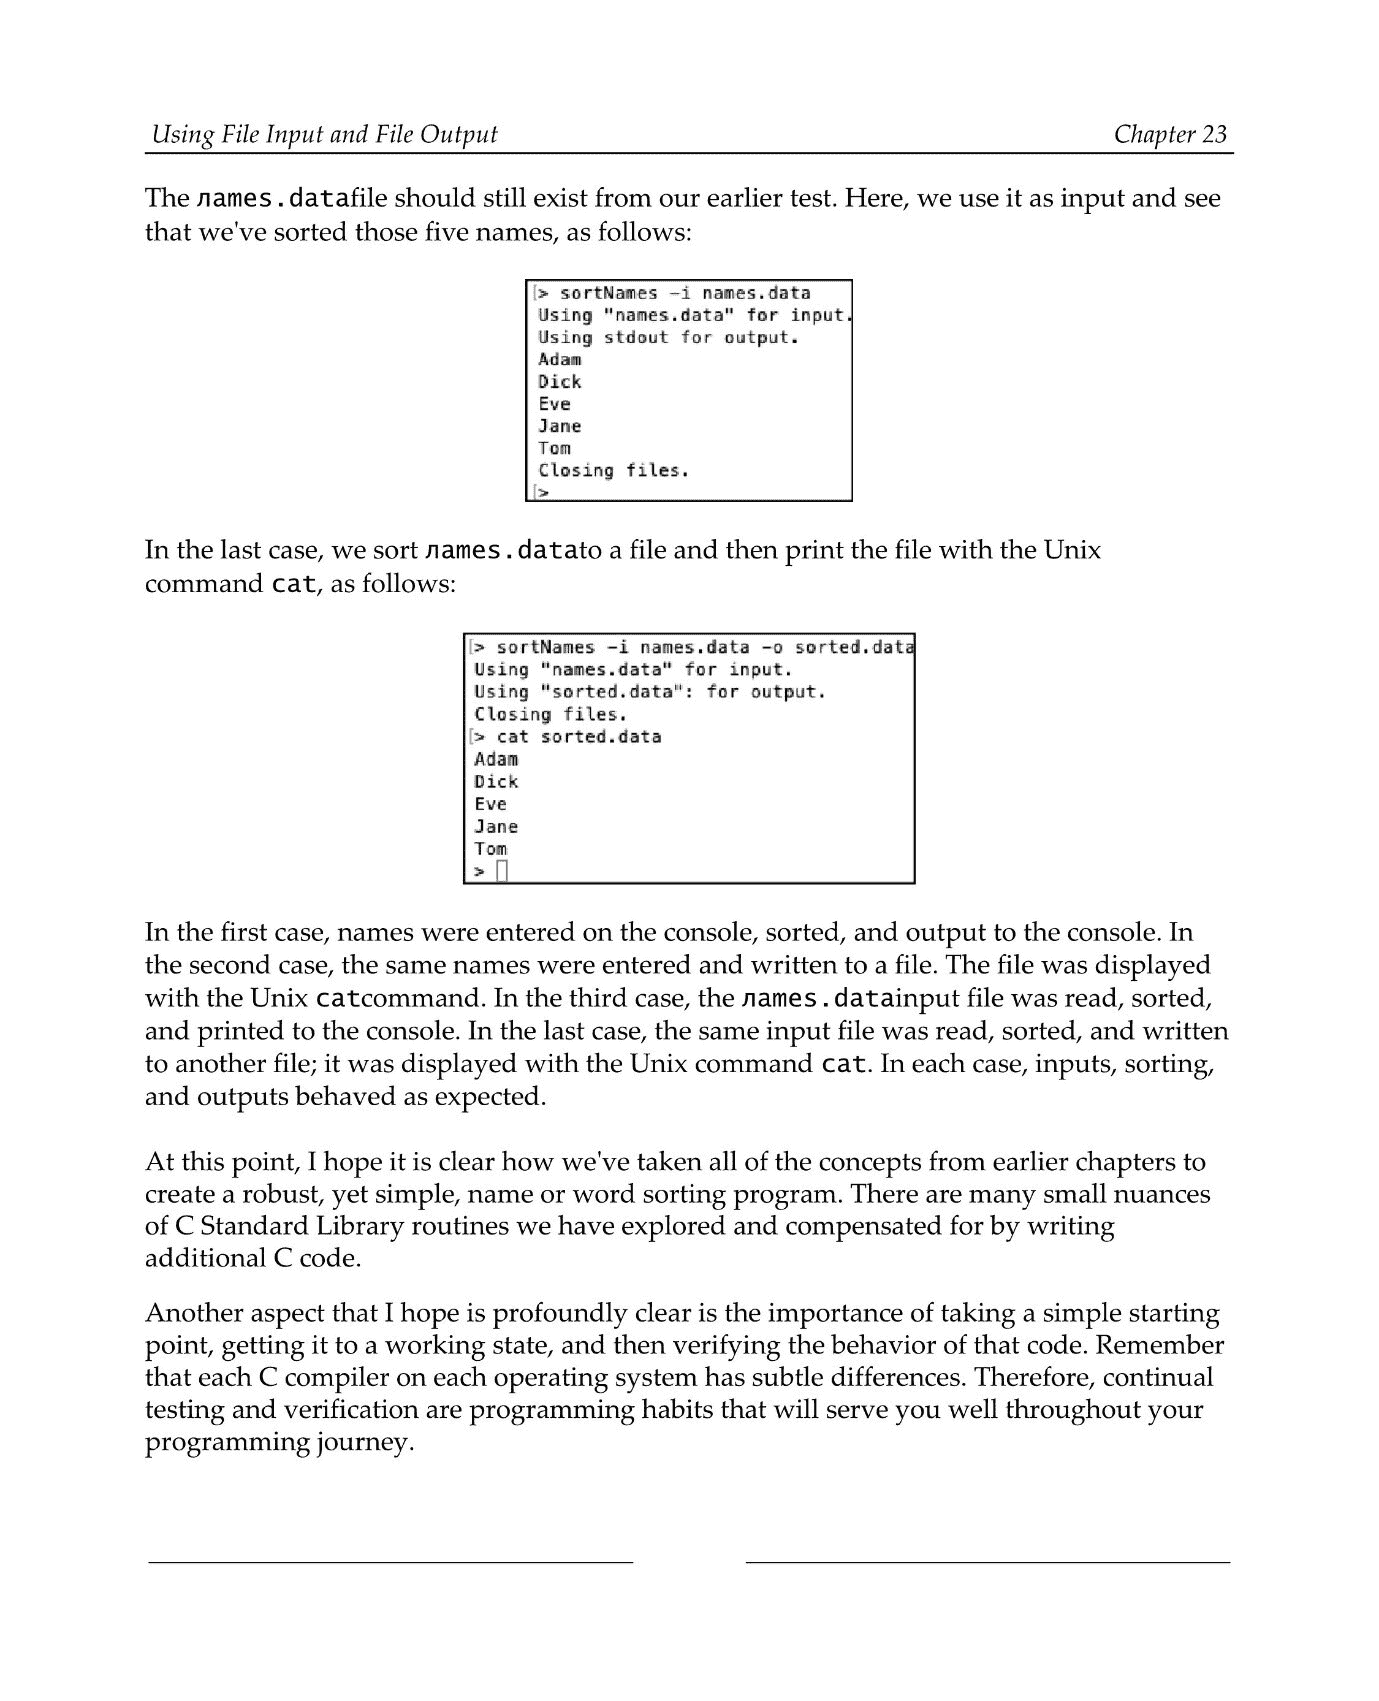 Using File Input and File Output Chapter 23
The names.datafile should still exist from our earlier test. Here, we use it as input and see
that we've sorted those five names, as follows:
[> sortNames -i names.data
Using "names.data" for input.
Using stdout for output.
Adam
Dick
Eve
Jane
Tom
Closing files.
[>
In the last case, we sort names.datato a file and then print the file with the Unix
command cat, as follows:
[> sortNames -i names.data -o sorted.data
Using "names.data" for input.
Using "sorted.data": for output.
Closing files.
[> cat sorted.data
Adam
Dick
Eve
Jane
Tom
>
In the first case, names were entered on the console, sorted, and output to the console. In
the second case, the same names were entered and written to a file. The file was displayed
with the Unix catcommand. In the third case, the names.datainput file was read, sorted,
and printed to the console. In the last case, the same input file was read, sorted, and written
to another file; it was displayed with the Unix command cat. In each case, inputs, sorting,
and outputs behaved as expected.
At this point, I hope it is clear how we've taken all of the concepts from earlier chapters to
create a robust, yet simple, name or word sorting program. There are many small nuances
of C Standard Library routines we have explored and compensated for by writing
additional C code.
Another aspect that I hope is profoundly clear is the importance of taking a simple starting
point, getting it to a working state, and then verifying the behavior of that code. Remember
that each C compiler on each operating system has subtle differences. Therefore, continual
testing and verification are programming habits that will serve you well throughout your
programming journey.